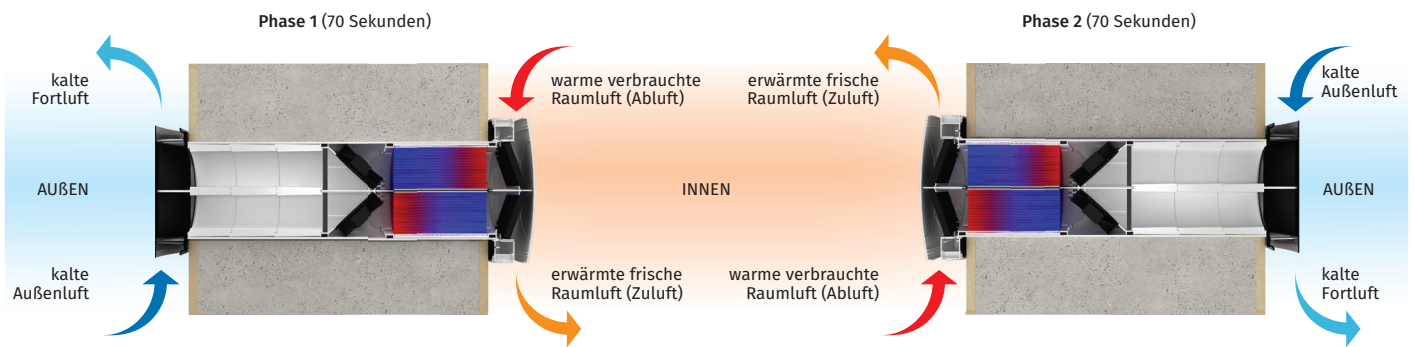 Phase 1 (70 Sekunden)
kalte
Fortluft
warme verbrauchte
Raumluft (Abluft)
AUßEN
kalte
Außenluft
erwärmte frische
Raumluft (Zuluft)
INNEN
Phase 2 (70 Sekunden)
erwärmte frische
Raumluft (Zuluft)
kalte
Außenluft
AUßEN
warme verbrauchte
Raumluft (Abluft)
kalte
Fortluft